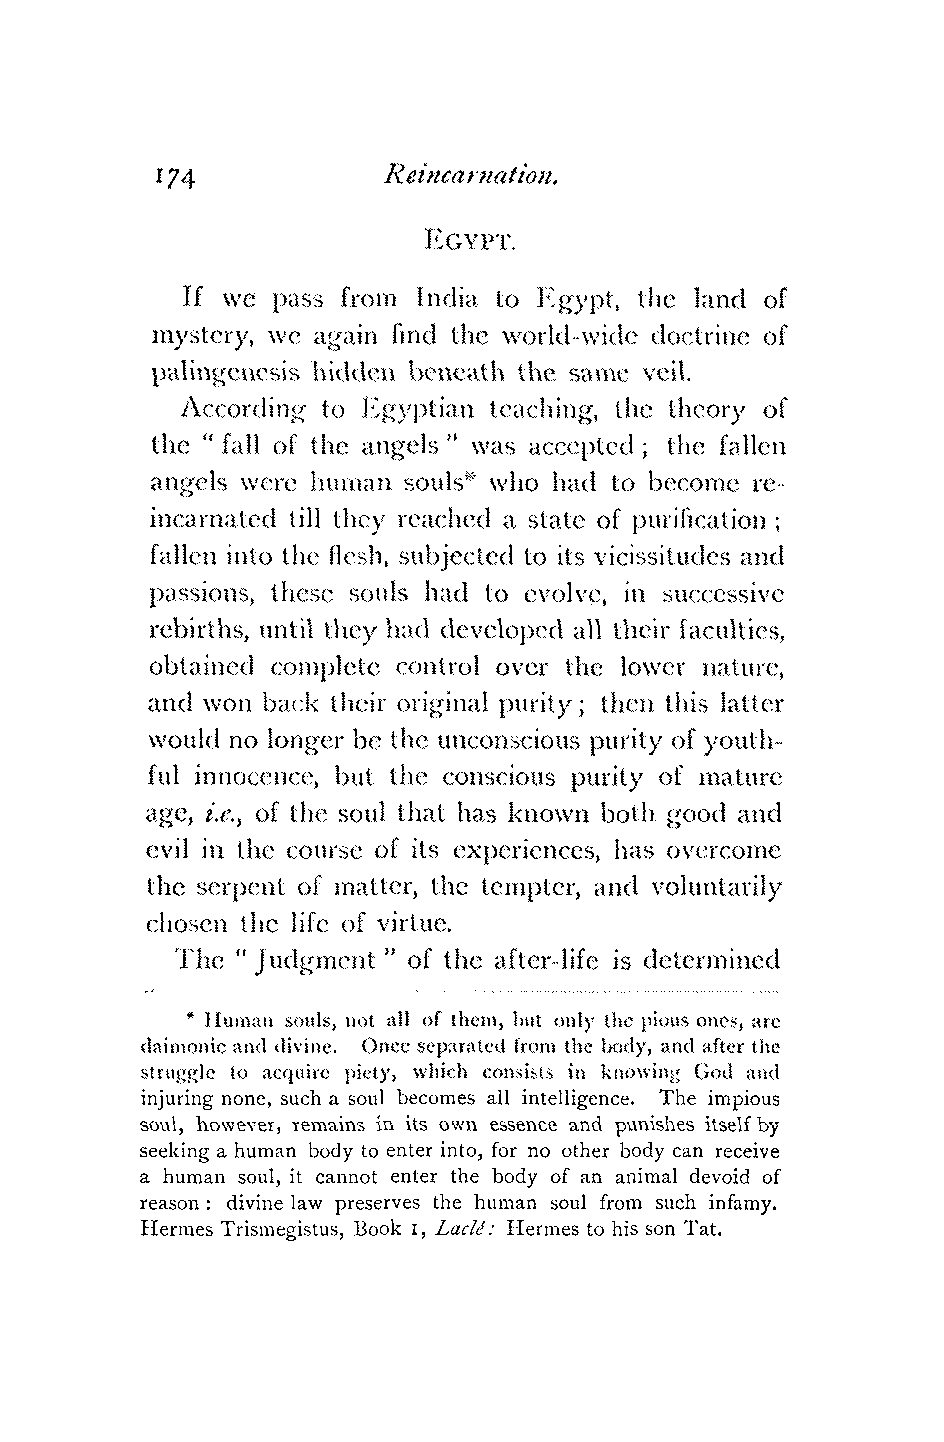 174 Reincarnation.
EGYPT.
If we pass from India to Egypt, the land of
mystery, we again find the world-wide doctrine of
palingenesis hidden beneath the same veil.
According to Egyptian teaching, the theory of
the “ fall of the angels ” was accepted ; the fallen
angels were human souls* who had to become re-
incarnated till they reached a state of purification ;
fallen into the flesh, subjected to its vicissitudes and
passions, these souls had to evolve, in successive
rebirths, until they had developed all their faculties,
obtained complete control over the lower nature,
and won back their original purity ; then this latter
would no longer be the unconscious purity of youth-
ful innocence, but the conscious purity of mature
age, i.e., of the soul that has known both good and
evil in the course of its experiences, has overcome
the serpent of matter, the tempter, and voluntarily
chosen the life of virtue.
The “ Judgment ” of the after-life is determined
* Human souls, not all of them, but only the pious ones, are
daimonic and divine. Once separated from the body, and after the
struggle to acquire piety, which consists in knowing God and
injuring none, such a soul becomes all intelligence. The impious
soul, however, remains in its own essence and punishes itself by
seeking a human body to enter into, for no other body can receive
a human soul, it cannot enter the body of an animal devoid of
reason : divine law preserves the human soul from such infamy.
Hermes Trismegistus, Book 1, Laclé: Hermes to his son Tat.